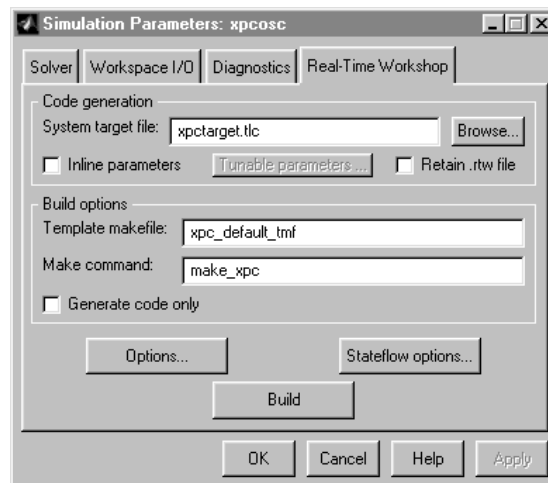 Simulation Parameters: xpcosc
Solver Workspace I/O Diagnostics Real-Time Workshop
Code generation
System target file: xpctarget.tlc Browse...
Inline parameters Tunable parameters ... Retain .rtw file
Build options
Template makefile: xpc_default_tmf
Make command: make_xpc
Generate code only
Options... Stateflow options...
Build
OK Cancel Help Apply